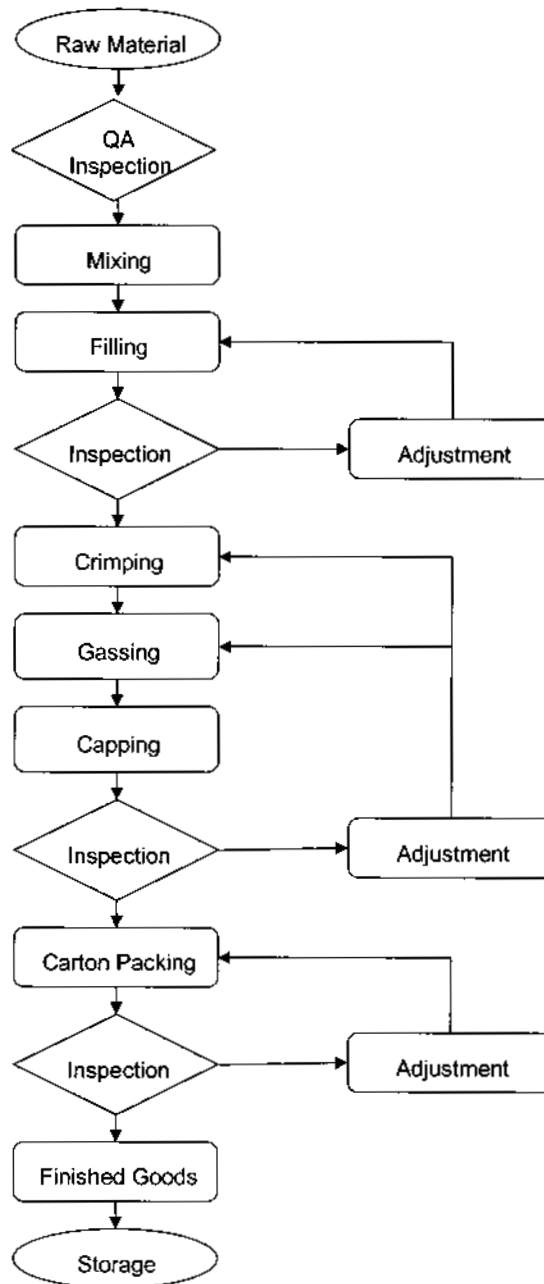 Raw Material
QA
Inspection
Mixing
Filling
Inspection
Adjustment
Crimping
Gassing
Capping
Inspection
Adjustment
Carton Packing
Inspection
Adjustment
Finished Goods
Storage